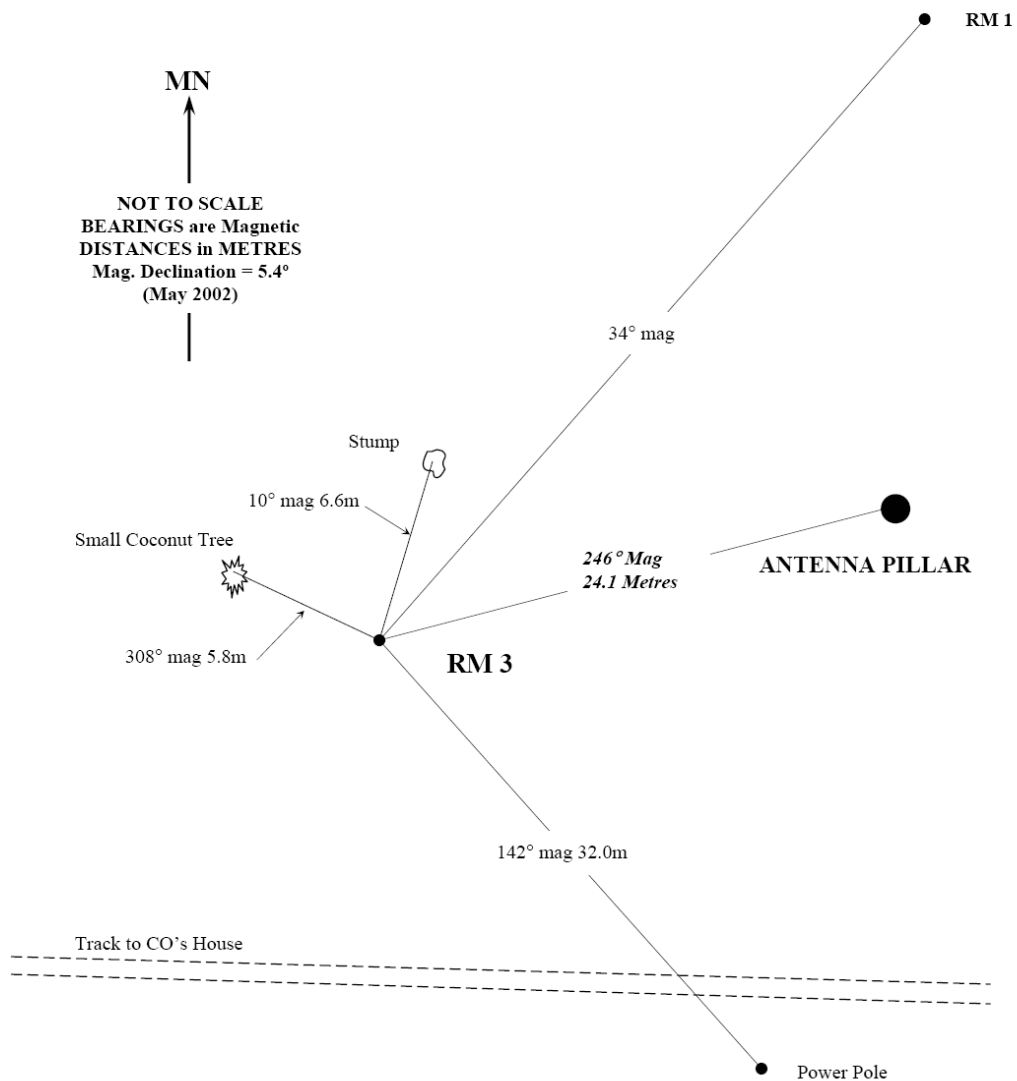 RM 1
MN
NOT TO SCALE
BEARINGS are Magnetic
DISTANCES in METRES
Mag. Declination = 5.4º
(May 2002)
34° mag
Stump
10° mag 6.6m
Small Coconut Tree
246° Mag
24.1 Metres
ANTENNA PILLAR
308° mag 5.8m
RM 3
142° mag 32.0m
Track to CO’s House
Power Pole